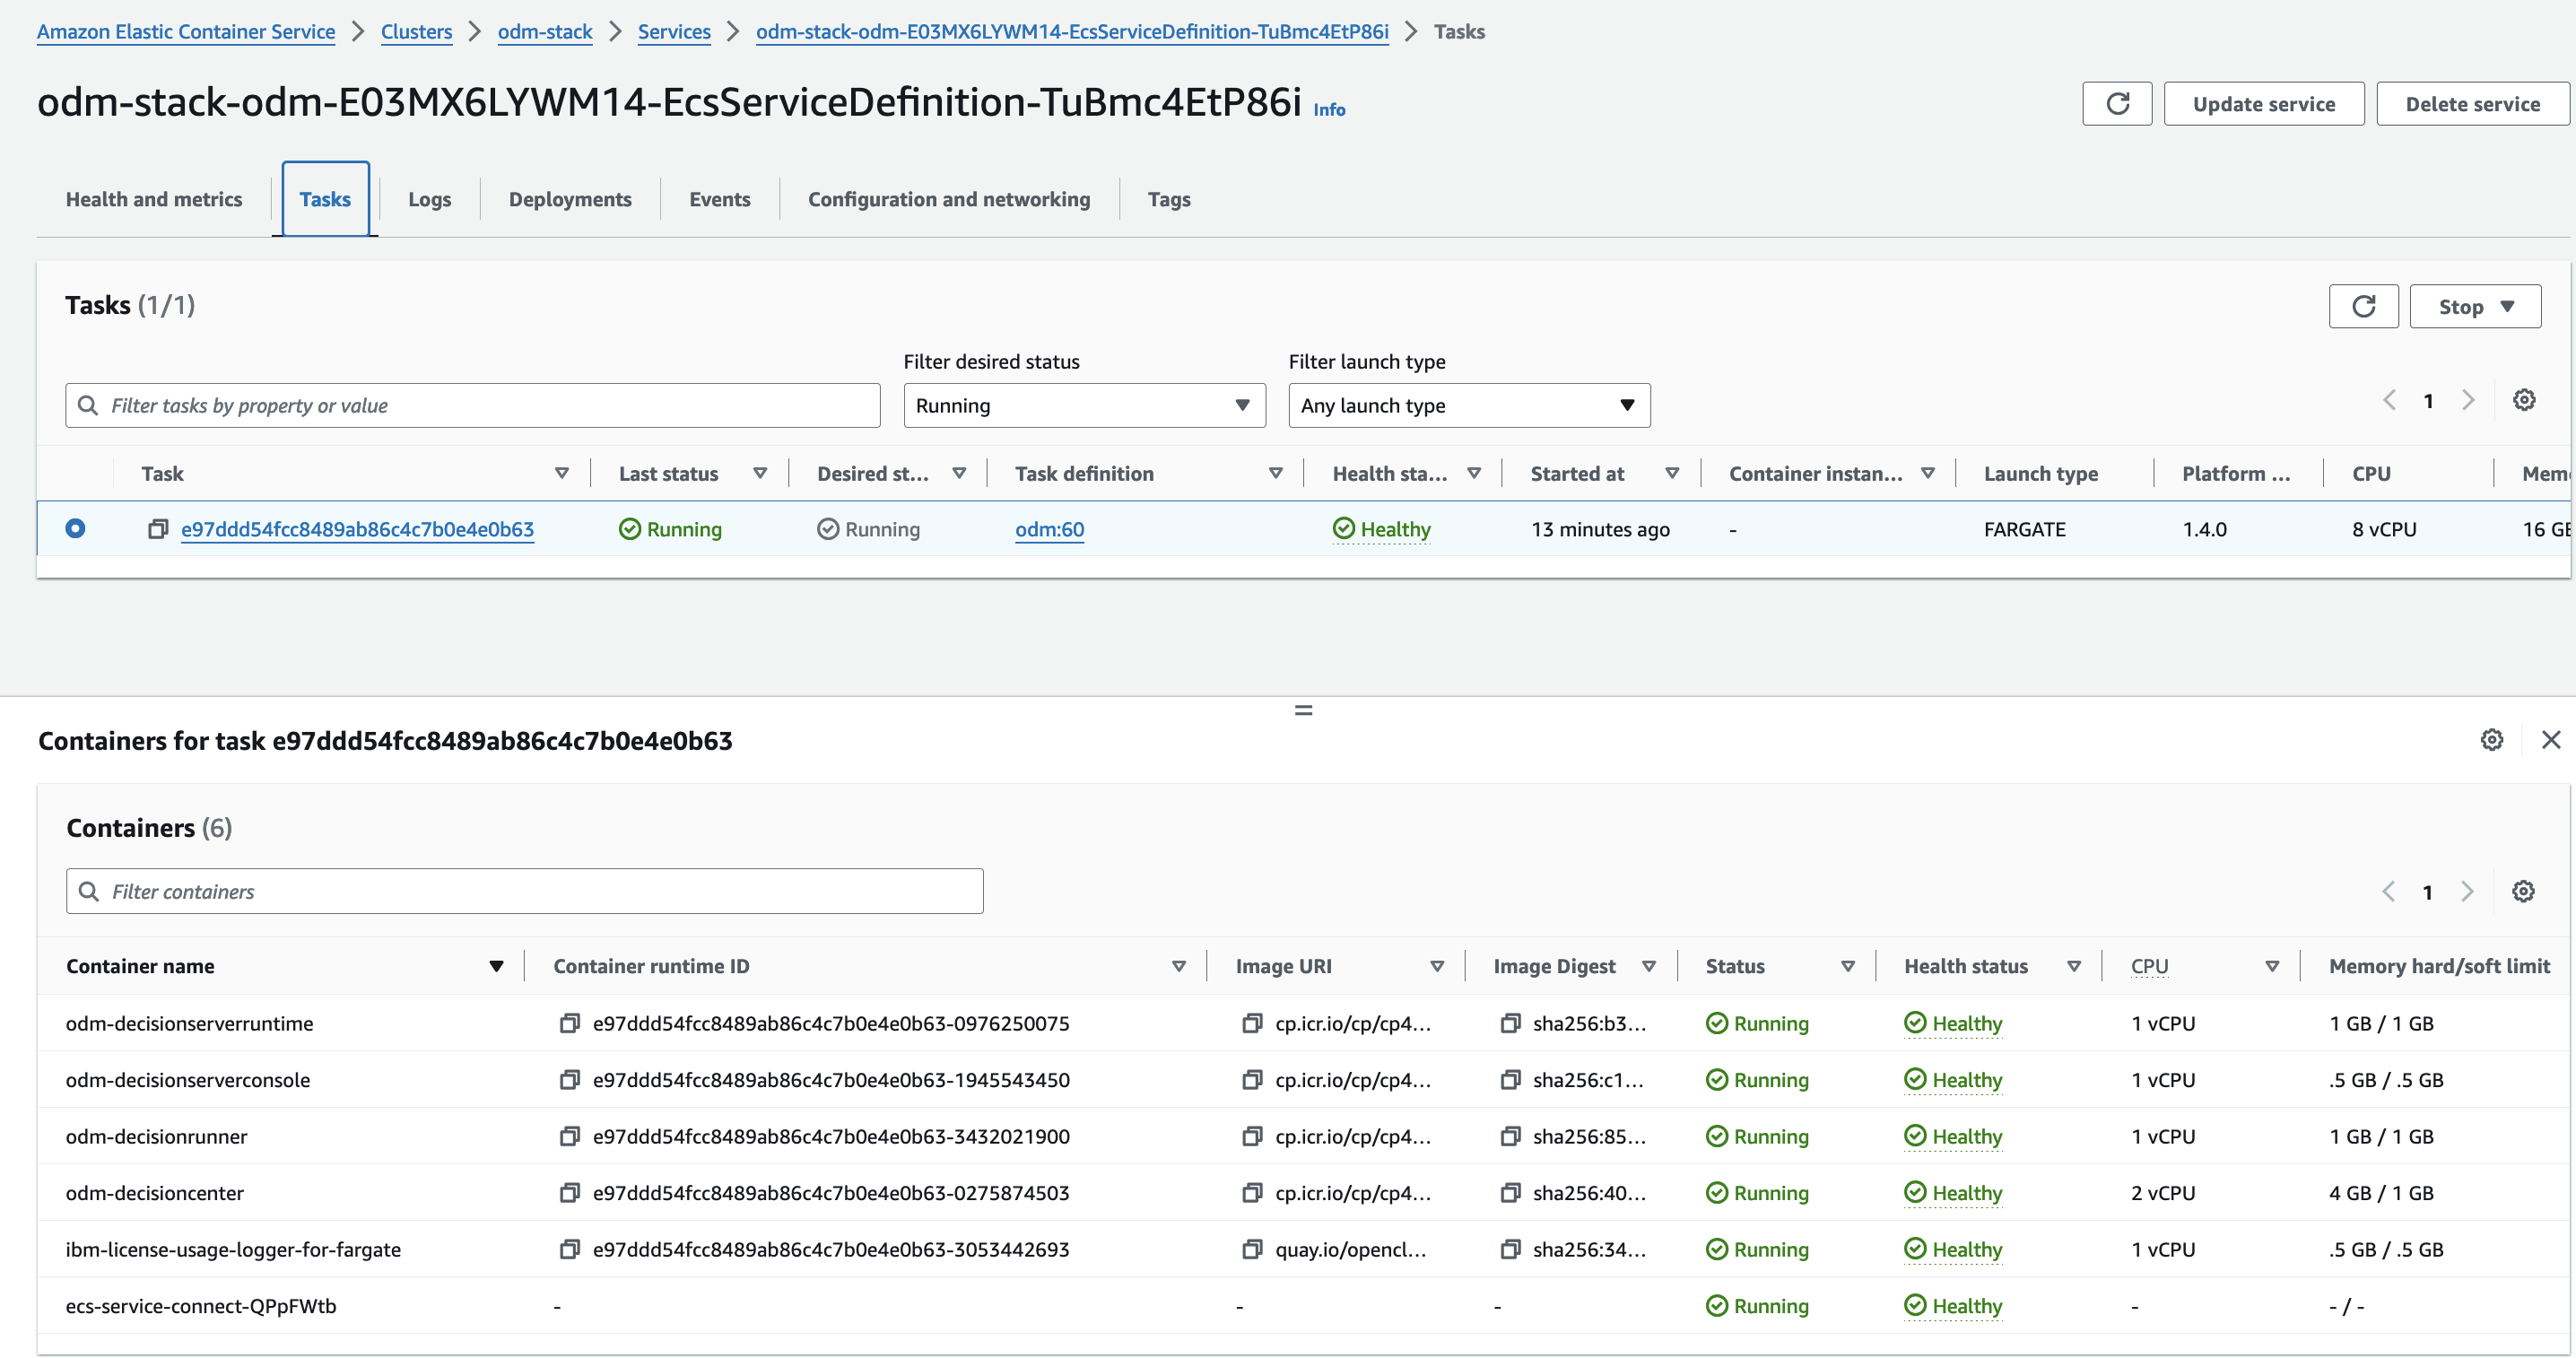 Amazon Elastic Container Service > Clusters > odm-stack > Services > odm-stack-odm-E03MX6LYWM14-EcsServiceDefinition-TuBmc4EtP86i > Tasks
odm-stack-odm-E03MX6LYWM14-EcsServiceDefinition-TuBmc4EtP86i Info
Update service Delete service
Health and metrics Tasks Logs Deployments Events Configuration and networking Tags
Tasks (1/1)
Stop
Filter desired status Filter launch type
Filter tasks by property or value Running Any launch type 1
Task Last status Desired st... Task definition Health sta... Started at Container instan... Launch type Platform ... CPU Mem
e97ddd54fcc8489ab86c4c7b0e4e0b63 Running Running odm:60 Healthy 13 minutes ago - FARGATE 1.4.0 8 vCPU 16 GB
Containers for task e97ddd54fcc8489ab86c4c7b0e4e0b63
Containers (6)
Filter containers 1
Container name Container runtime ID Image URI Image Digest Status Health status CPU Memory hard/soft limit
odm-decisionserverruntime e97ddd54fcc8489ab86c4c7b0e4e0b63-0976250075 cp.icr.io/cp/cp4... sha256:b3... Running Healthy 1 vCPU 1 GB / 1 GB
odm-decisionserverconsole e97ddd54fcc8489ab86c4c7b0e4e0b63-1945543450 cp.icr.io/cp/cp4... sha256:c1... Running Healthy 1 vCPU .5 GB / .5 GB
odm-decisionrunner e97ddd54fcc8489ab86c4c7b0e4e0b63-3432021900 cp.icr.io/cp/cp4... sha256:85... Running Healthy 1 vCPU 1 GB / 1 GB
odm-decisioncenter e97ddd54fcc8489ab86c4c7b0e4e0b63-0275874503 cp.icr.io/cp/cp4... sha256:40... Running Healthy 2 vCPU 4 GB / 1 GB
ibm-license-usage-logger-for-fargate e97ddd54fcc8489ab86c4c7b0e4e0b63-3053442693 quay.io/opencl... sha256:34... Running Healthy 1 vCPU .5 GB / .5 GB
ecs-service-connect-QPpFWtb - - - Running Healthy - - / -